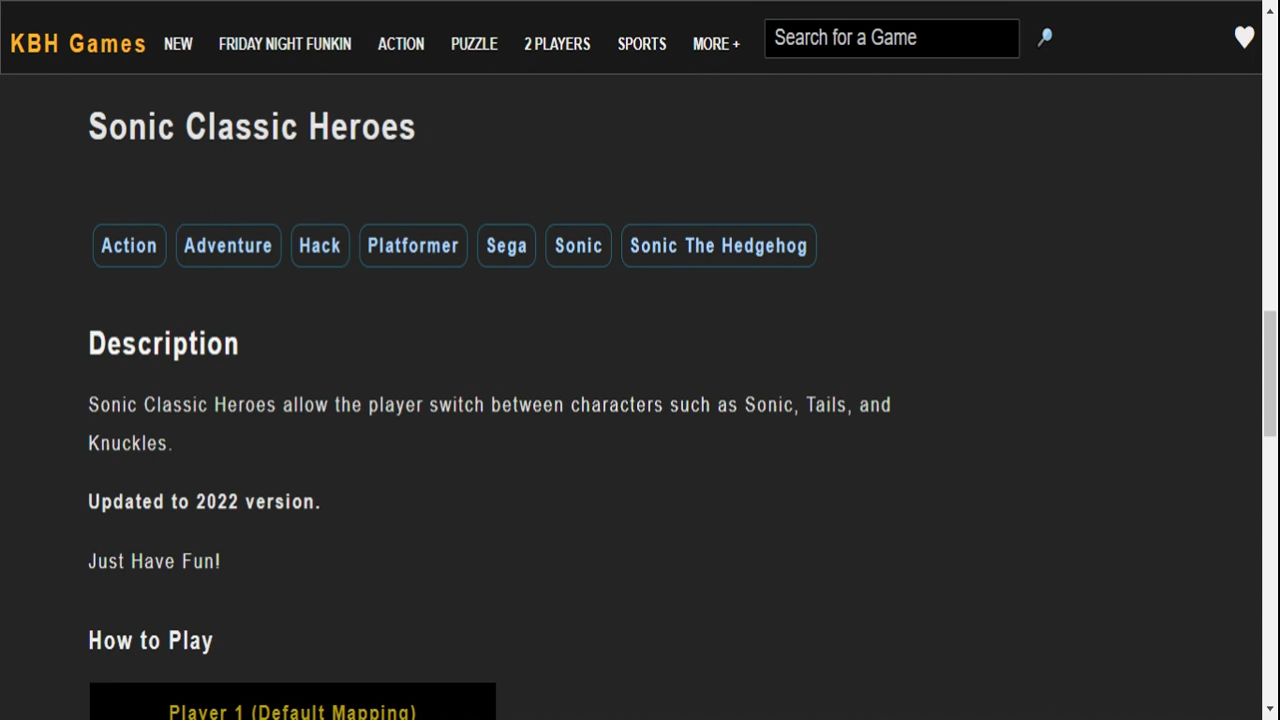 KBH Games NEW FRIDAY NIGHT FUNKIN ACTION PUZZLE 2 PLAYERS SPORTS MORE + Search for a Game
Sonic Classic Heroes
Action Adventure Hack Platformer Sega Sonic Sonic The Hedgehog
Description
Sonic Classic Heroes allow the player switch between characters such as Sonic, Tails, and
Knuckles.
Updated to 2022 version.
Just Have Fun!
How to Play
Player 1 (Default Mapping)